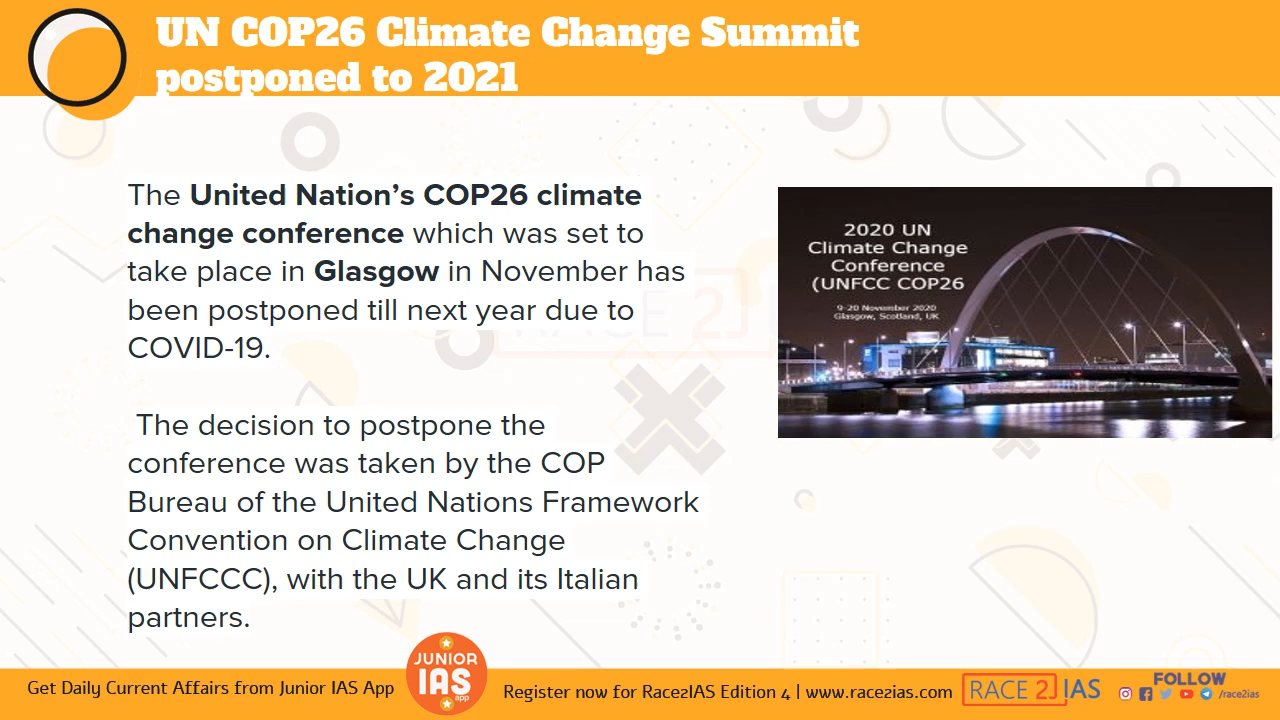 UN COP26 Climate Change Summit
postponed to 2021
The United Nation’s COP26 climate
change conference which was set to
take place in Glasgow in November has
been postponed till next year due to
COVID-19.
The decision to postpone the
conference was taken by the COP
Bureau of the United Nations Framework
Convention on Climate Change
(UNFCCC), with the UK and its Italian
partners.
2020 UN
Climate Change
Conference
(UNFCC COP26
9-20 November 2020
Glasgow, Scotland, UK
RACE 2
Get Daily Current Affairs from Junior IAS App
JUNIOR
IAS
app
Register now for Race2IAS Edition 4 | www.race2ias.com
RACE 2 IAS
FOLLOW
/race2ias